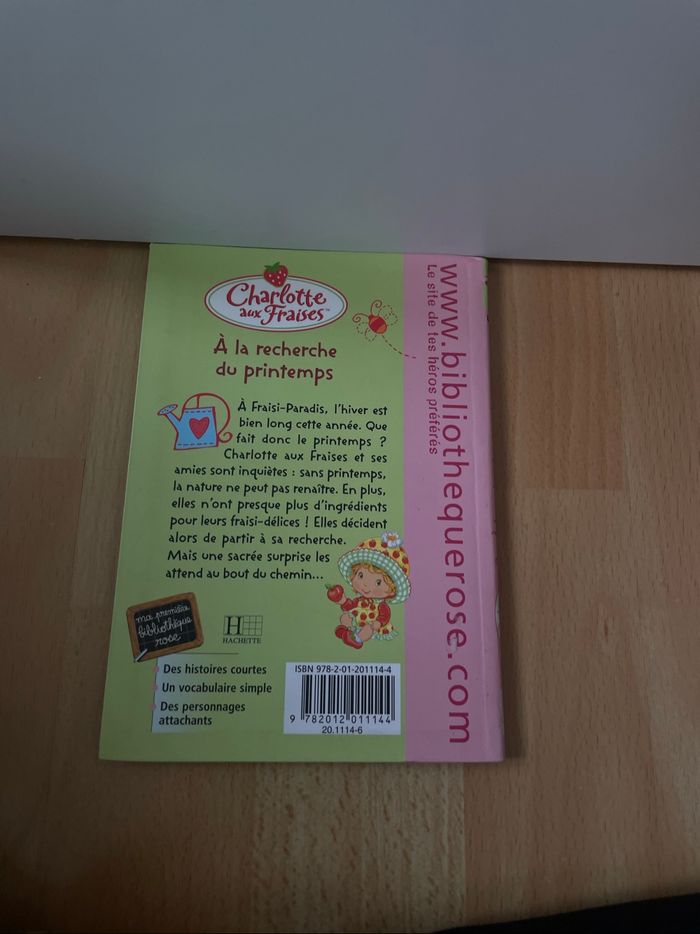 Charlotte
aux Fraises™
À la recherche
du printemps
À Fraisi-Paradis, l'hiver est
bien long cette année. Que
fait donc le printemps ?
Charlotte aux Fraises et ses
amies sont inquiètes : sans printemps,
la nature ne peut pas renaître. En plus,
elles n'ont presque plus d'ingrédients
pour leurs fraisi-délices ! Elles décident
alors de partir à sa recherche.
Mais une sacrée surprise les
attend au bout du chemin...
ma première
bibliothèque
rose
H
HACHETTE
Des histoires courtes
Un vocabulaire simple
Des personnages
attachants
ISBN 978-2-01-201114-4
9 782012 011144
20.1114-6
www.bibliothequerose.com
Le site de tes héros préférés